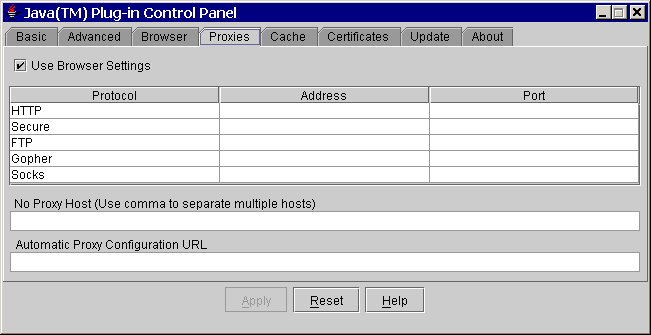 Java(TM) Plug-in Control Panel
Basic Advanced Browser Proxies Cache Certificates Update About
Use Browser Settings
Protocol Address Port
HTTP
Secure
FTP
Gopher
Socks
No Proxy Host (Use comma to separate multiple hosts)
Automatic Proxy Configuration URL
Apply Reset Help